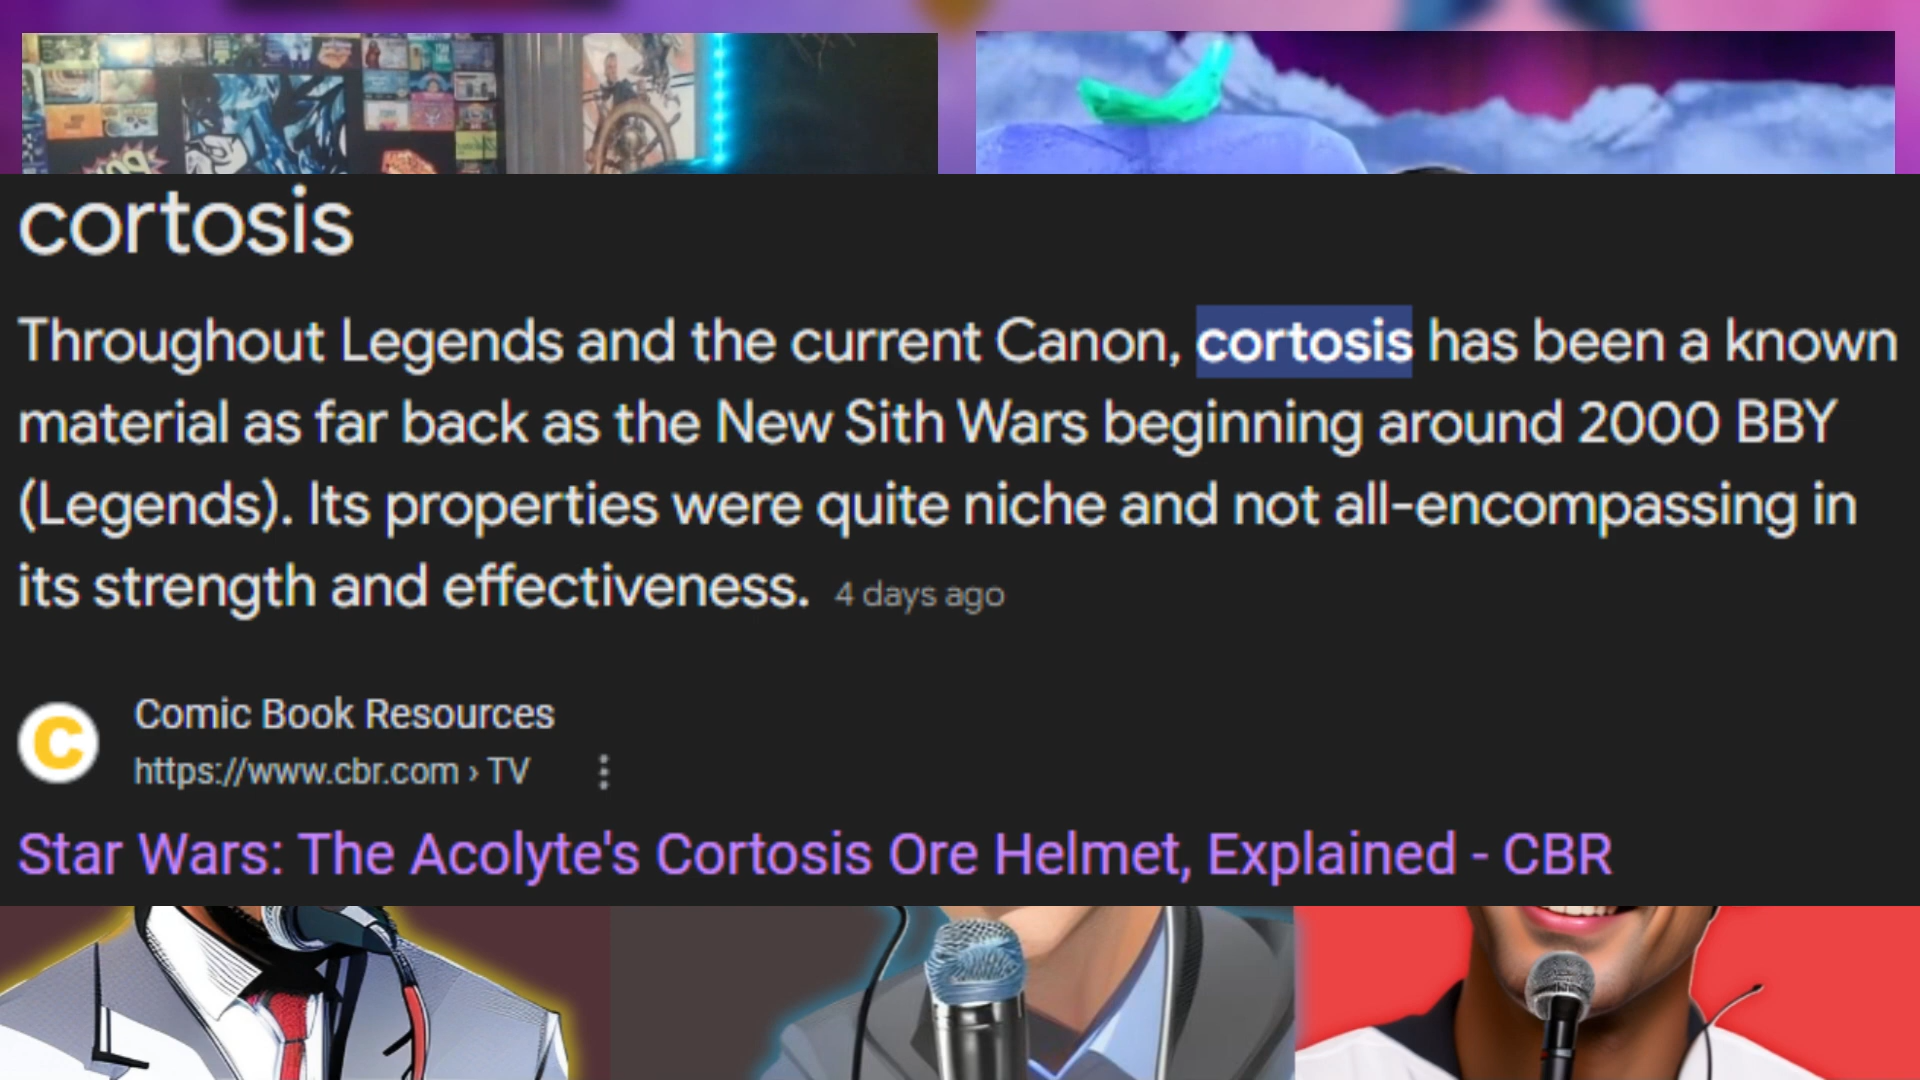 cortosis
Throughout Legends and the current Canon, cortosis has been a known
material as far back as the New Sith Wars beginning around 2000 BBY
(Legends). Its properties were quite niche and not all-encompassing in
its strength and effectiveness. 4 days ago
C
Comic Book Resources
https://www.cbr.com › TV
Star Wars: The Acolyte's Cortosis Ore Helmet, Explained - CBR